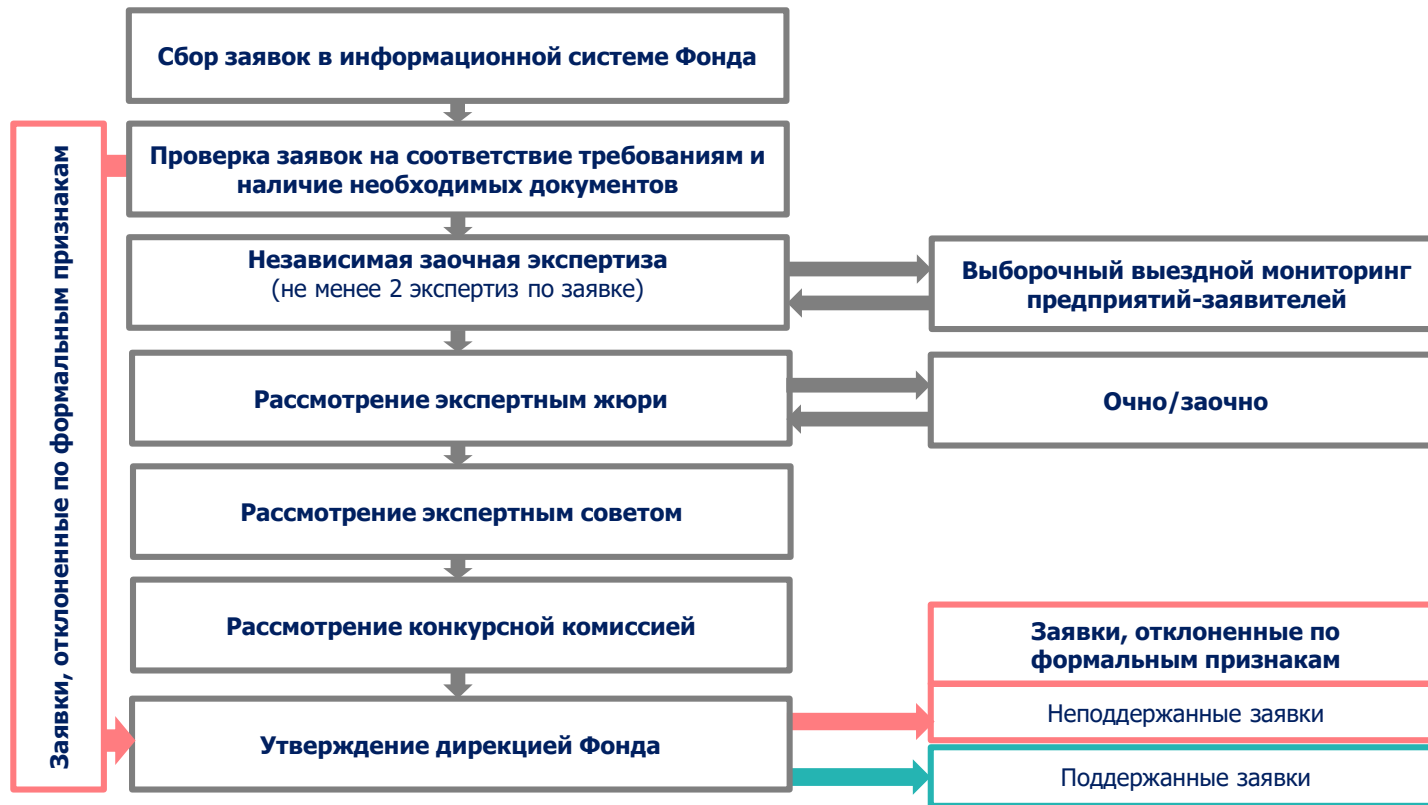 Сбор заявок в информационной системе Фонда
Заявки, отклоненные по формальным признакам
Проверка заявок на соответствие требованиям и
наличие необходимых документов
Независимая заочная экспертиза
(не менее 2 экспертиз по заявке)
Выборочный выездной мониторинг
предприятий-заявителей
Рассмотрение экспертным жюри
Очно/заочно
Рассмотрение экспертным советом
Рассмотрение конкурсной комиссией
Утверждение дирекцией Фонда
Заявки, отклоненные по
формальным признакам
Неподдержанные заявки
Поддержанные заявки